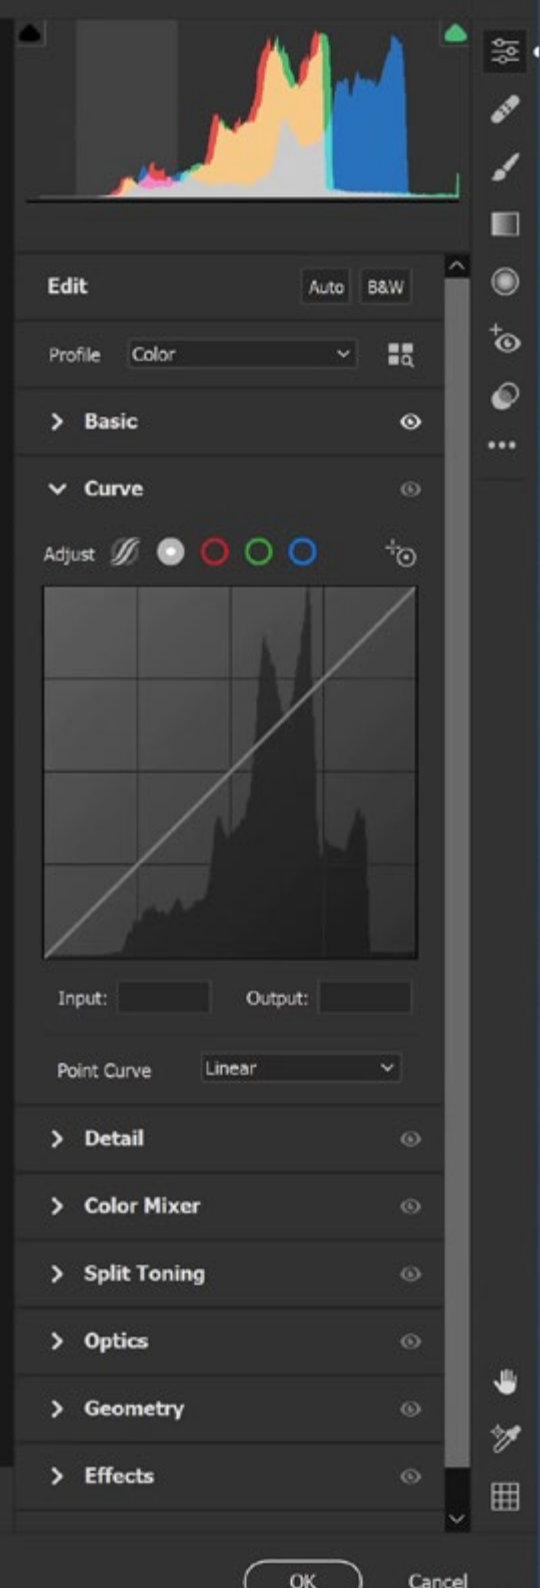 Edit Auto B&W
Profile Color
Basic
Curve
Adjust
Input: Output:
Point Curve Linear
Detail
Color Mixer
Split Toning
Optics
Geometry
Effects
OK Cancel